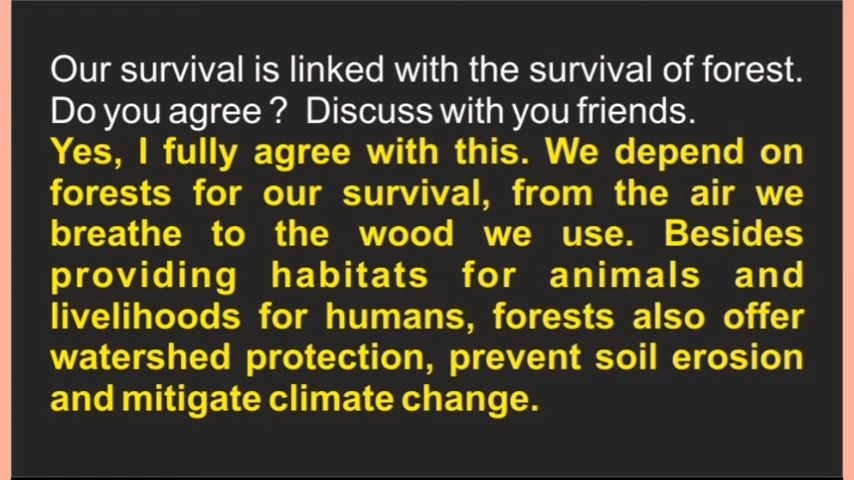 Our survival is linked with the survival of forest.
Do you agree ? Discuss with you friends.
Yes, I fully agree with this. We depend on
forests for our survival, from the air we
breathe to the wood we use. Besides
providing habitats for animals and
livelihoods for humans, forests also offer
watershed protection, prevent soil erosion
and mitigate climate change.